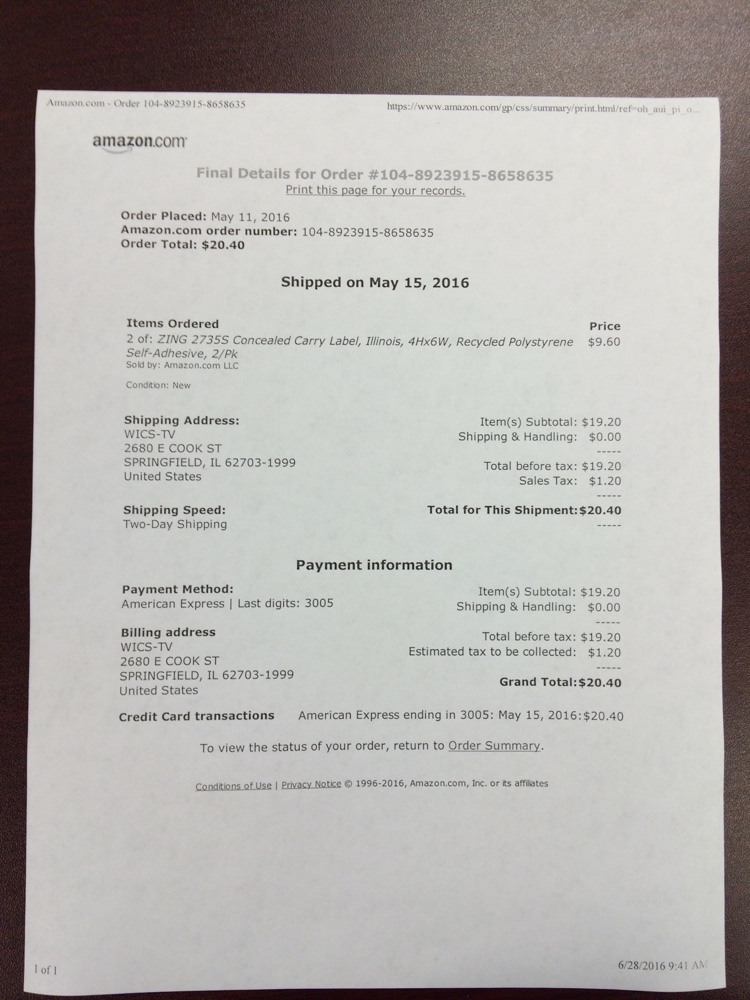 Amazon.com - Order 104-8923915-8658635 https://www.amazon.com/gp/css/summary/print.html/ref=oh_aui_pi_o...
amazon.com
Final Details for Order #104-8923915-8658635
Print this page for your records.
Order Placed: May 11, 2016
Amazon.com order number: 104-8923915-8658635
Order Total: $20.40
Shipped on May 15, 2016
Items Ordered Price
2 of: ZING 2735S Concealed Carry Label, Illinois, 4Hx6W, Recycled Polystyrene $9.60
Self-Adhesive, 2/Pk
Sold by: Amazon.com LLC
Condition: New
Shipping Address: Item(s) Subtotal: $19.20
WICS-TV Shipping & Handling: $0.00
2680 E COOK ST -----
SPRINGFIELD, IL 62703-1999 Total before tax: $19.20
United States Sales Tax: $1.20
-----
Shipping Speed: Total for This Shipment: $20.40
Two-Day Shipping -----
Payment information
Payment Method: Item(s) Subtotal: $19.20
American Express | Last digits: 3005 Shipping & Handling: $0.00
-----
Billing address Total before tax: $19.20
WICS-TV Estimated tax to be collected: $1.20
2680 E COOK ST -----
SPRINGFIELD, IL 62703-1999 Grand Total: $20.40
United States
Credit Card transactions American Express ending in 3005: May 15, 2016: $20.40
To view the status of your order, return to Order Summary.
Conditions of Use | Privacy Notice © 1996-2016, Amazon.com, Inc. or its affiliates
1 of 1 6/28/2016 9:41 AM